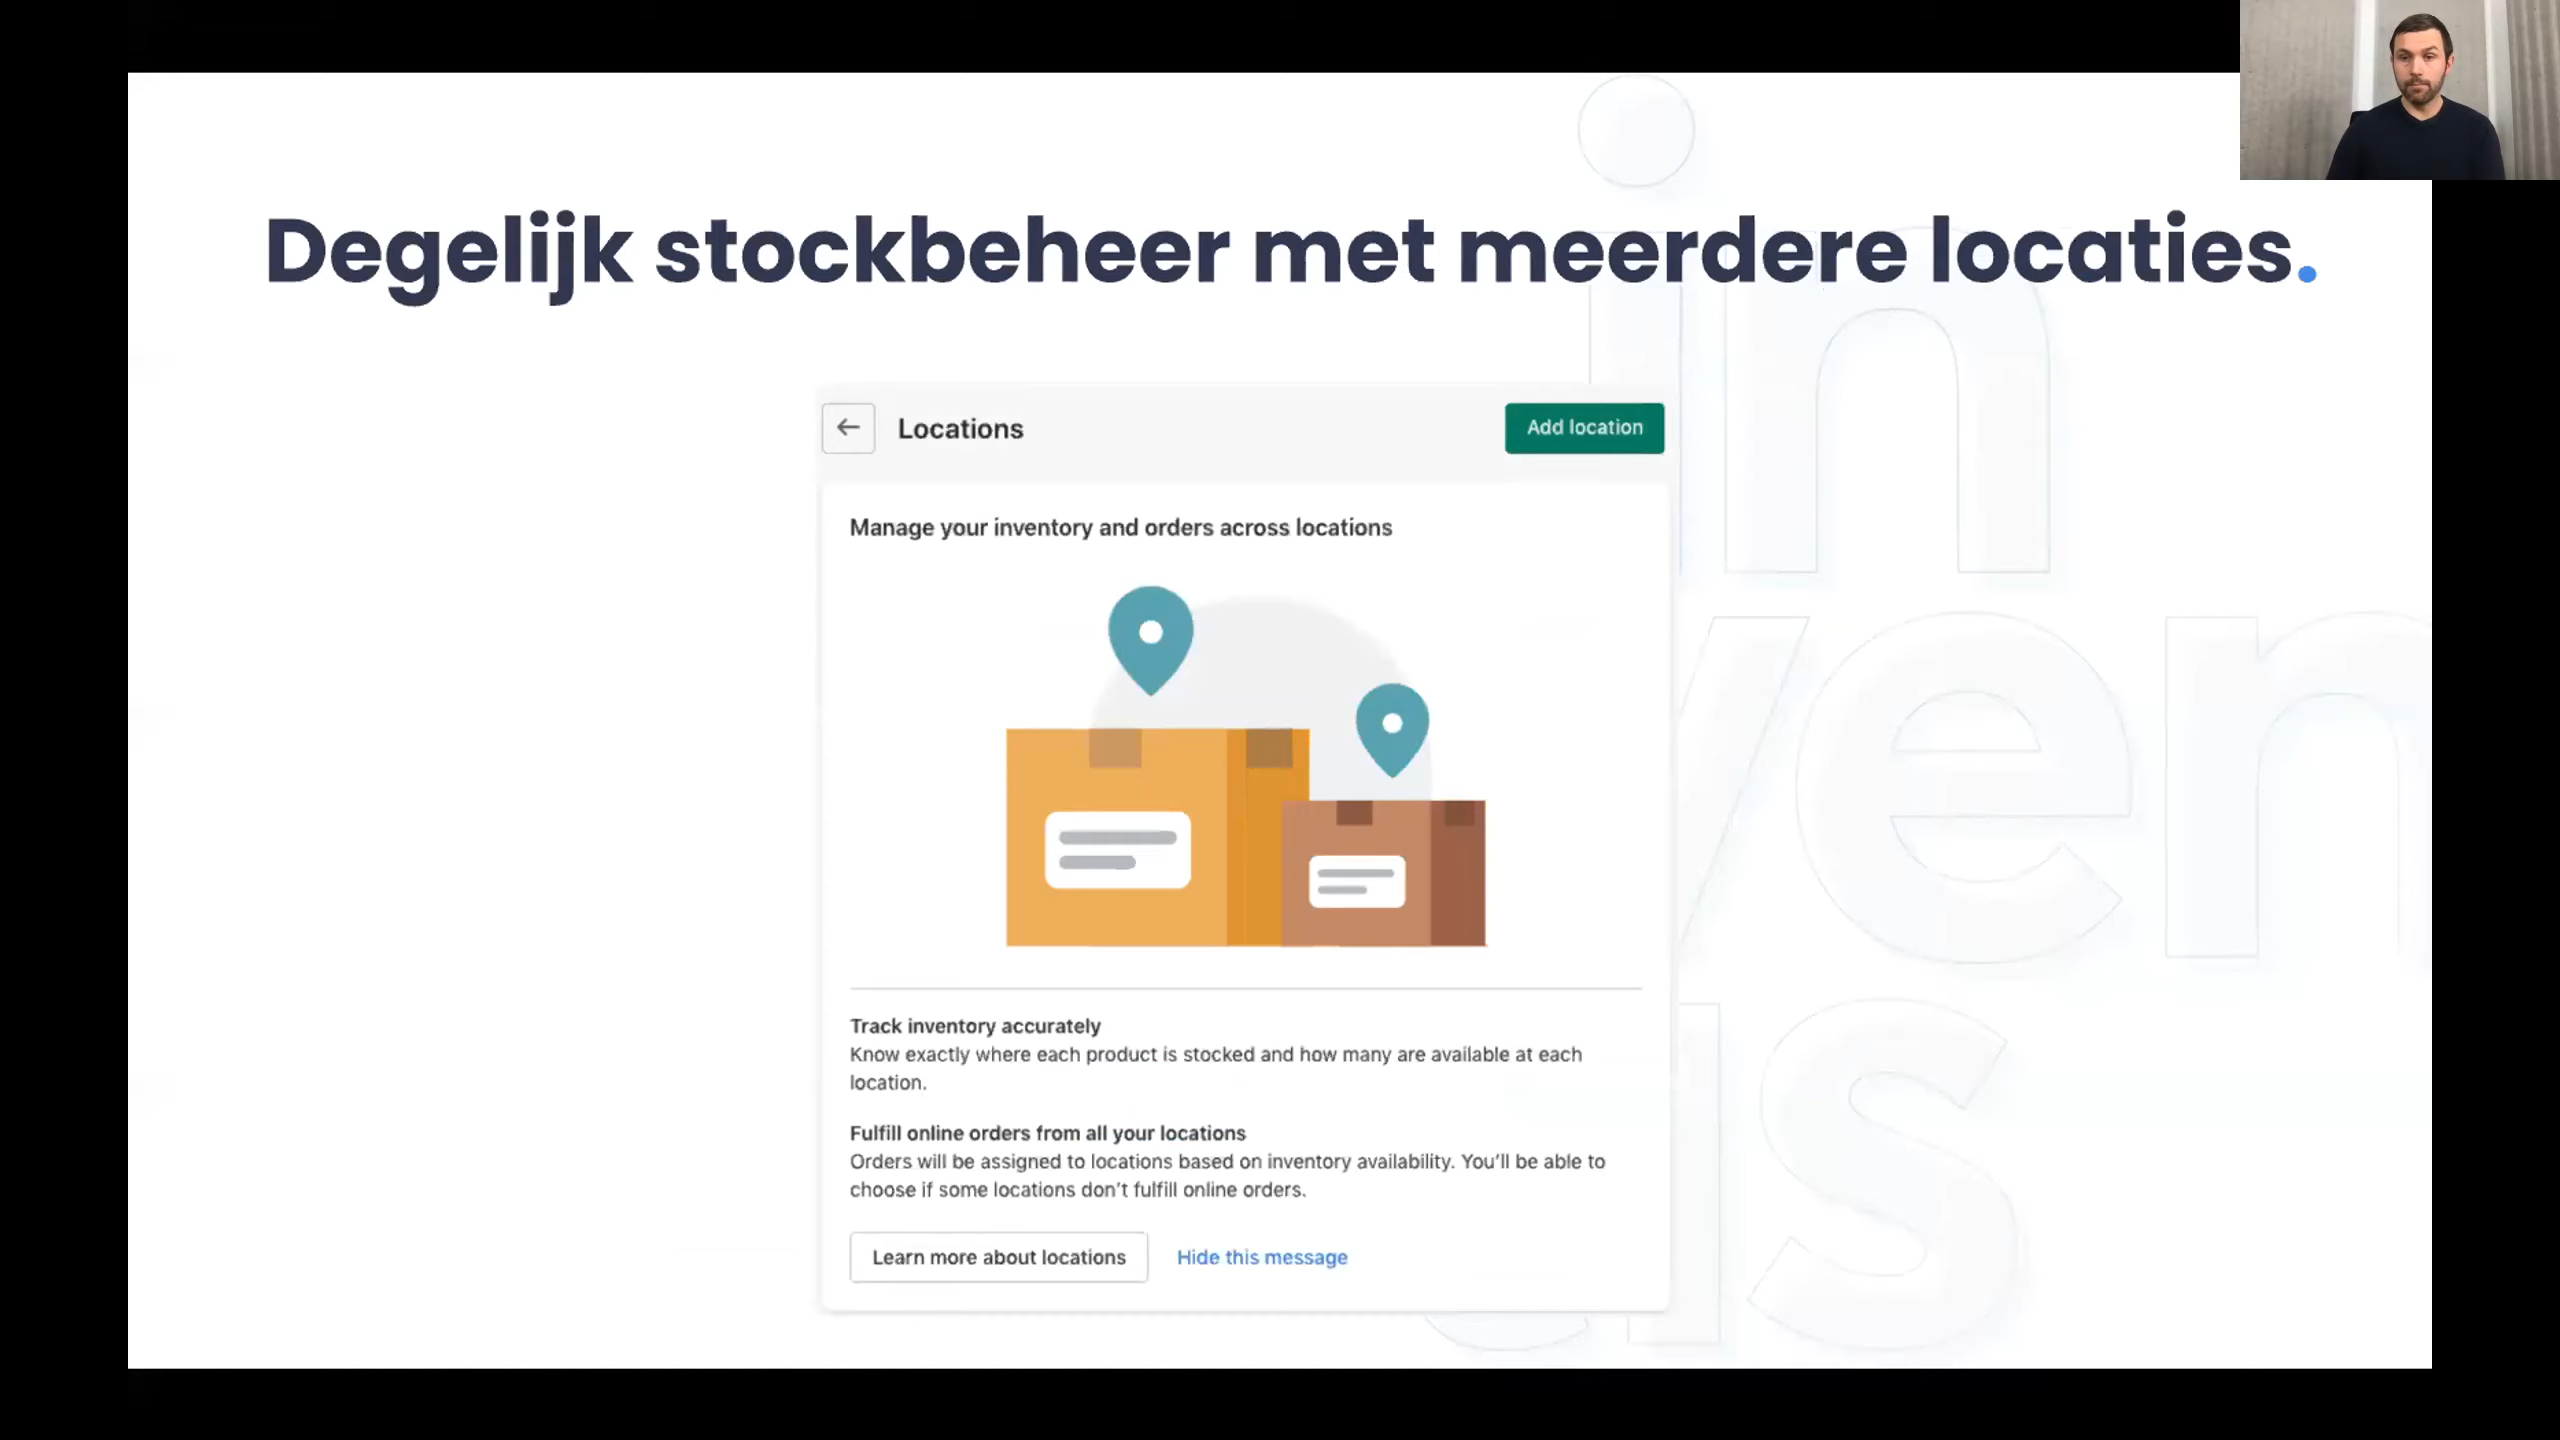 Degelijk stockbeheer met meerdere locaties.
Locations
Add location
Manage your inventory and orders across locations
Track inventory accurately
Know exactly where each product is stocked and how many are available at each
location.
Fulfill online orders from all your locations
Orders will be assigned to locations based on inventory availability. You’ll be able to
choose if some locations don’t fulfill online orders.
Learn more about locations
Hide this message
in
ven
is